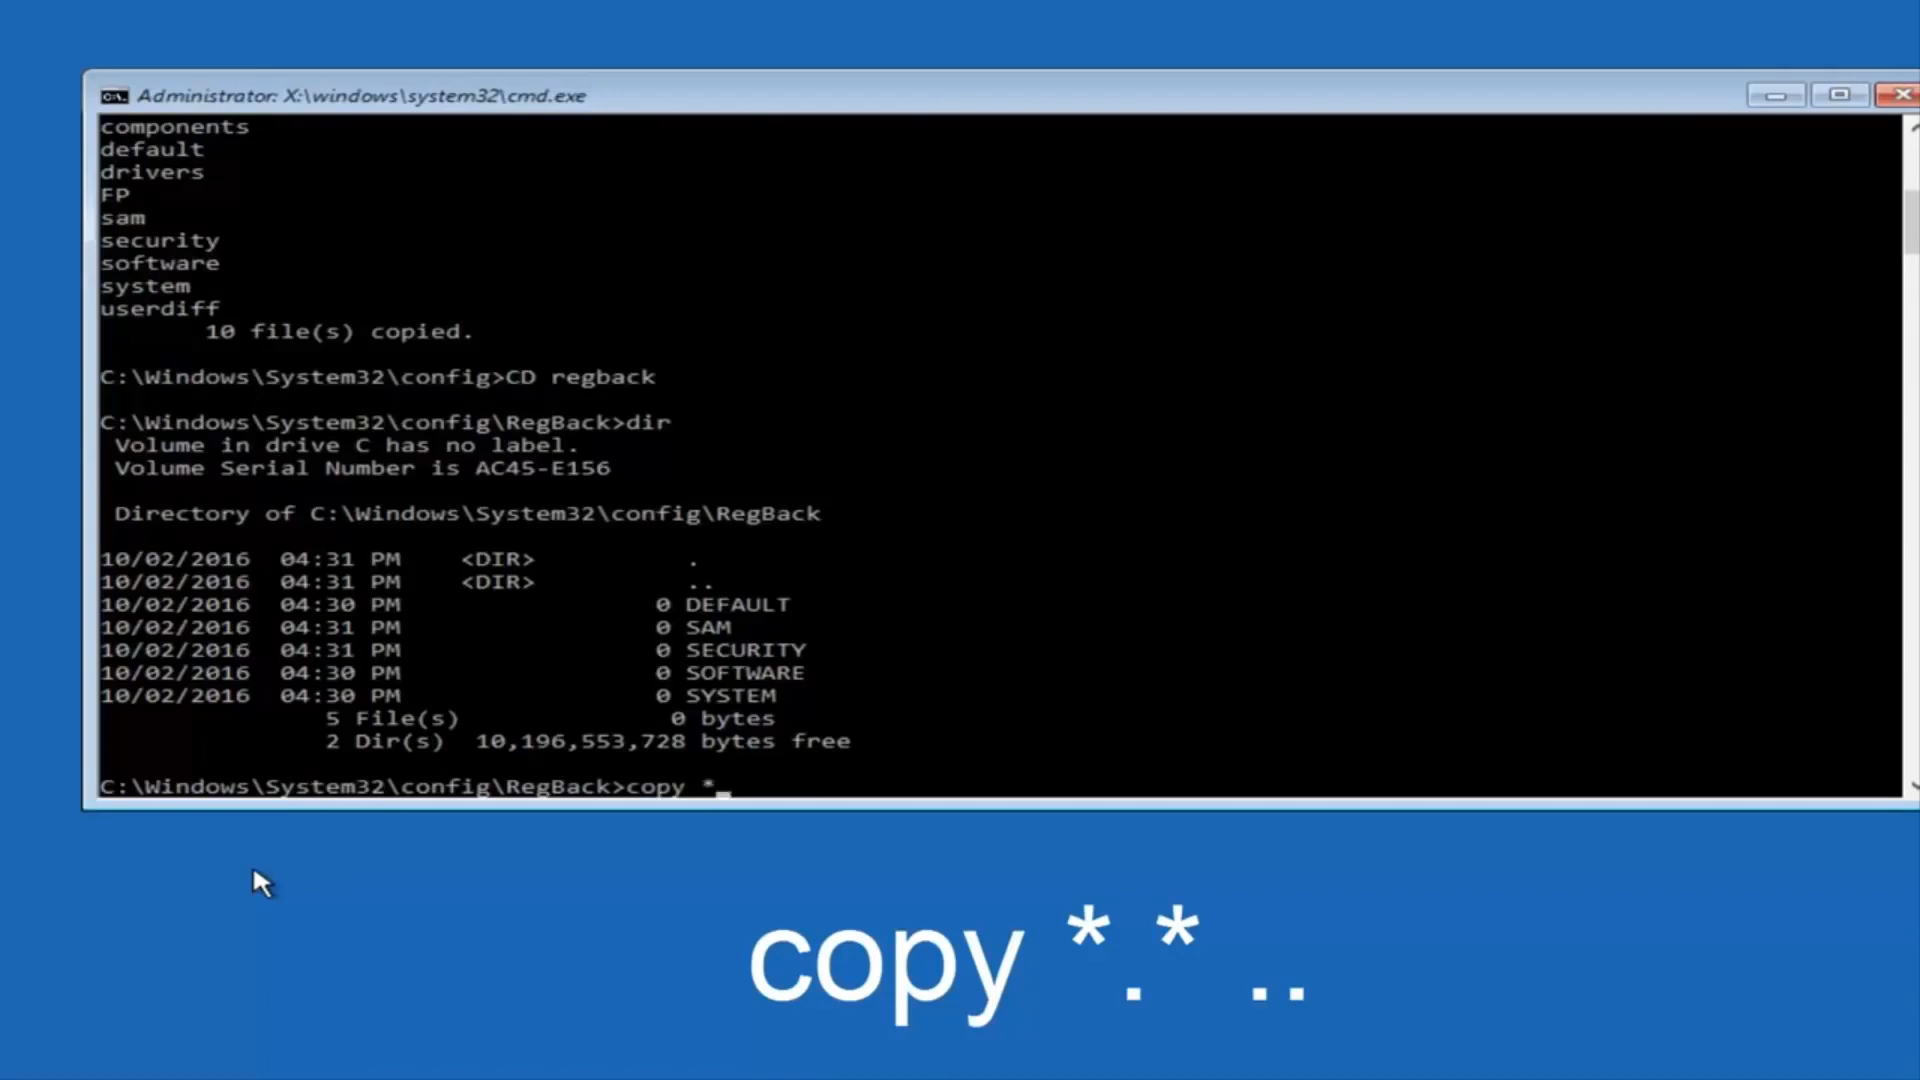 Administrator: X:\windows\system32\cmd.exe
components
default
drivers
FP
sam
security
software
system
userdiff
10 file(s) copied.
C:\Windows\System32\config>CD regback
C:\Windows\System32\config\RegBack>dir
Volume in drive C has no label.
Volume Serial Number is AC45-E156
Directory of C:\Windows\System32\config\RegBack
10/02/2016 04:31 PM <DIR> .
10/02/2016 04:31 PM <DIR> ..
10/02/2016 04:30 PM 0 DEFAULT
10/02/2016 04:31 PM 0 SAM
10/02/2016 04:31 PM 0 SECURITY
10/02/2016 04:30 PM 0 SOFTWARE
10/02/2016 04:30 PM 0 SYSTEM
5 File(s) 0 bytes
2 Dir(s) 10,196,553,728 bytes free
C:\Windows\System32\config\RegBack>copy *_
copy *.* ..